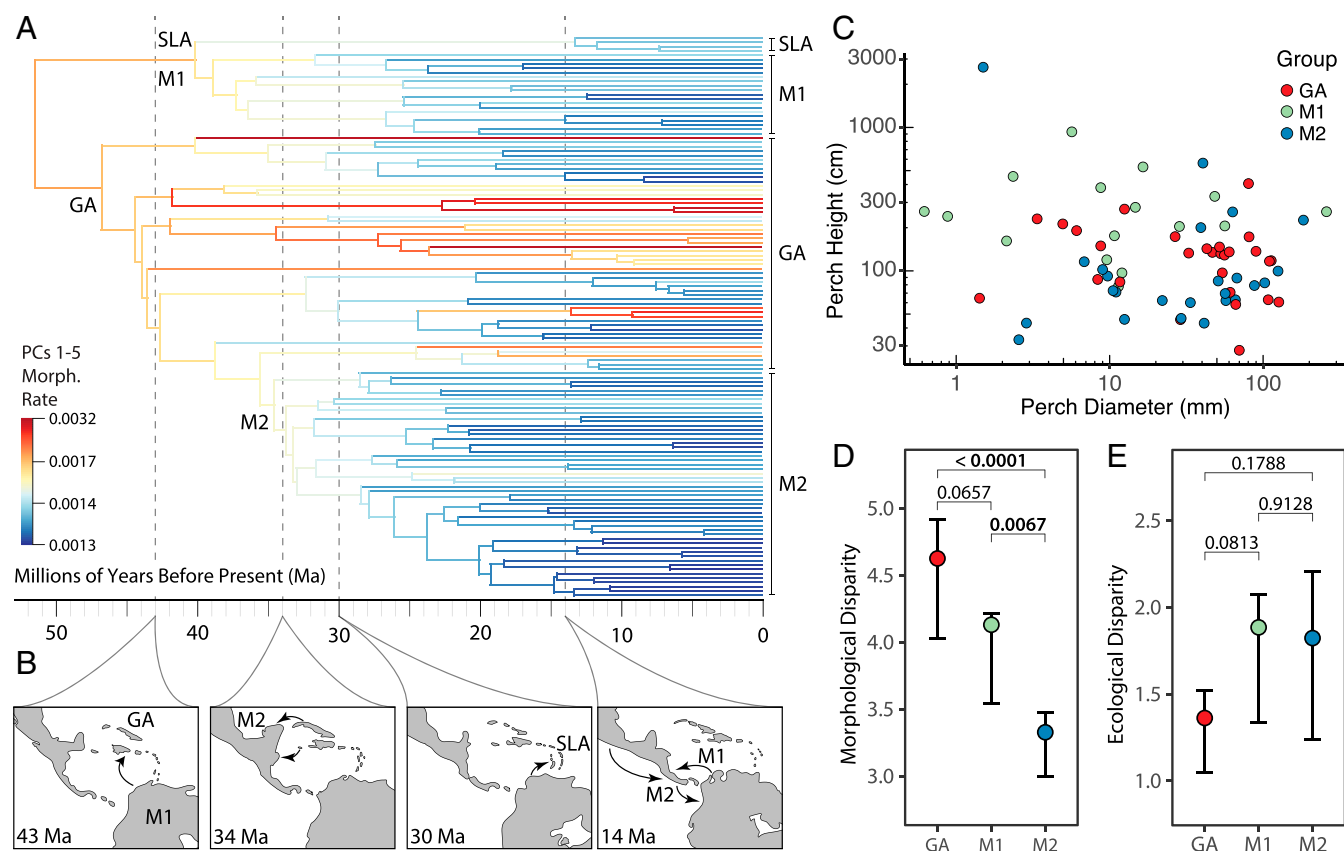 A
SLA
M1
GA
M2
SLA
M1
GA
M2
PCs 1-5
Morph.
Rate
0.0032
0.0017
0.0014
0.0013
Millions of Years Before Present (Ma)
50
40
30
20
10
0
B
GA
M1
43 Ma
M2
34 Ma
SLA
30 Ma
M1
M2
14 Ma
C
Perch Height (cm)
3000
1000
300
100
30
1
10
100
Perch Diameter (mm)
Group
GA
M1
M2
D
Morphological Disparity
5.0
4.5
4.0
3.5
3.0
< 0.0001
0.0657
0.0067
GA
M1
M2
E
Ecological Disparity
2.5
2.0
1.5
1.0
0.1788
0.9128
0.0813
GA
M1
M2